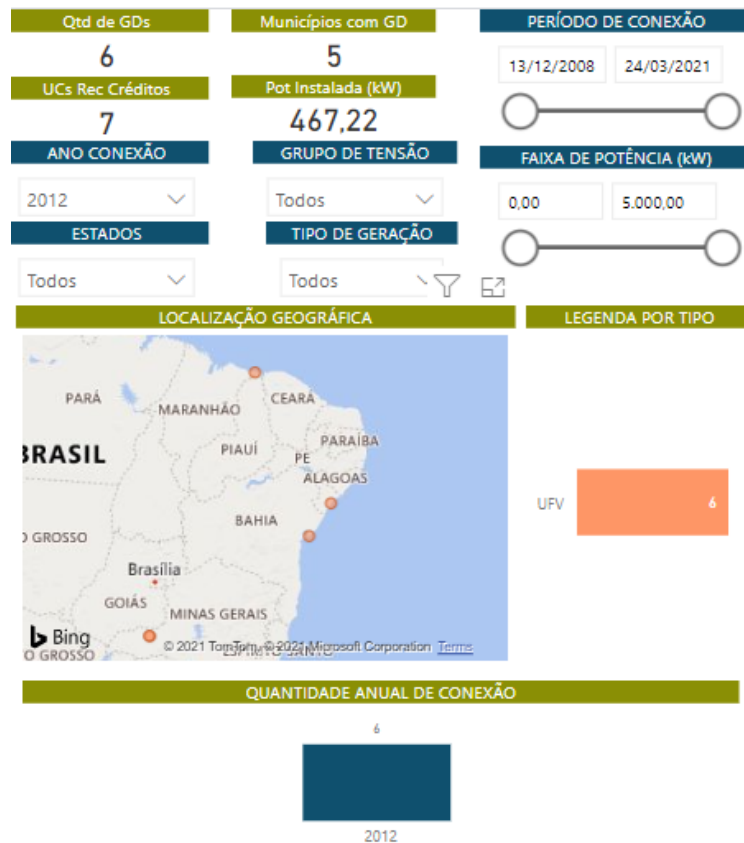 Qtd de GDs
6
Municípios com GD
5
PERÍODO DE CONEXÃO
13/12/2008 24/03/2021
UCs Rec Créditos
7
Pot Instalada (kW)
467,22
ANO CONEXÃO
2012
GRUPO DE TENSÃO
Todos
FAIXA DE POTÊNCIA (kW)
0,00 5.000,00
ESTADOS
Todos
TIPO DE GERAÇÃO
Todos
LOCALIZAÇÃO GEOGRÁFICA
PARÁ
MARANHÃO
CEARÁ
BRASIL
PIAUÍ
PARAÍBA
PE
ALAGOAS
BAHIA
O GROSSO
Brasília
GOIÁS
MINAS GERAIS
Bing
© 2021 TomTom, © 2021 Microsoft Corporation Terms
O GROSSO
ESPÍRITO SANTO
LEGENDA POR TIPO
UFV 6
QUANTIDADE ANUAL DE CONEXÃO
6
2012